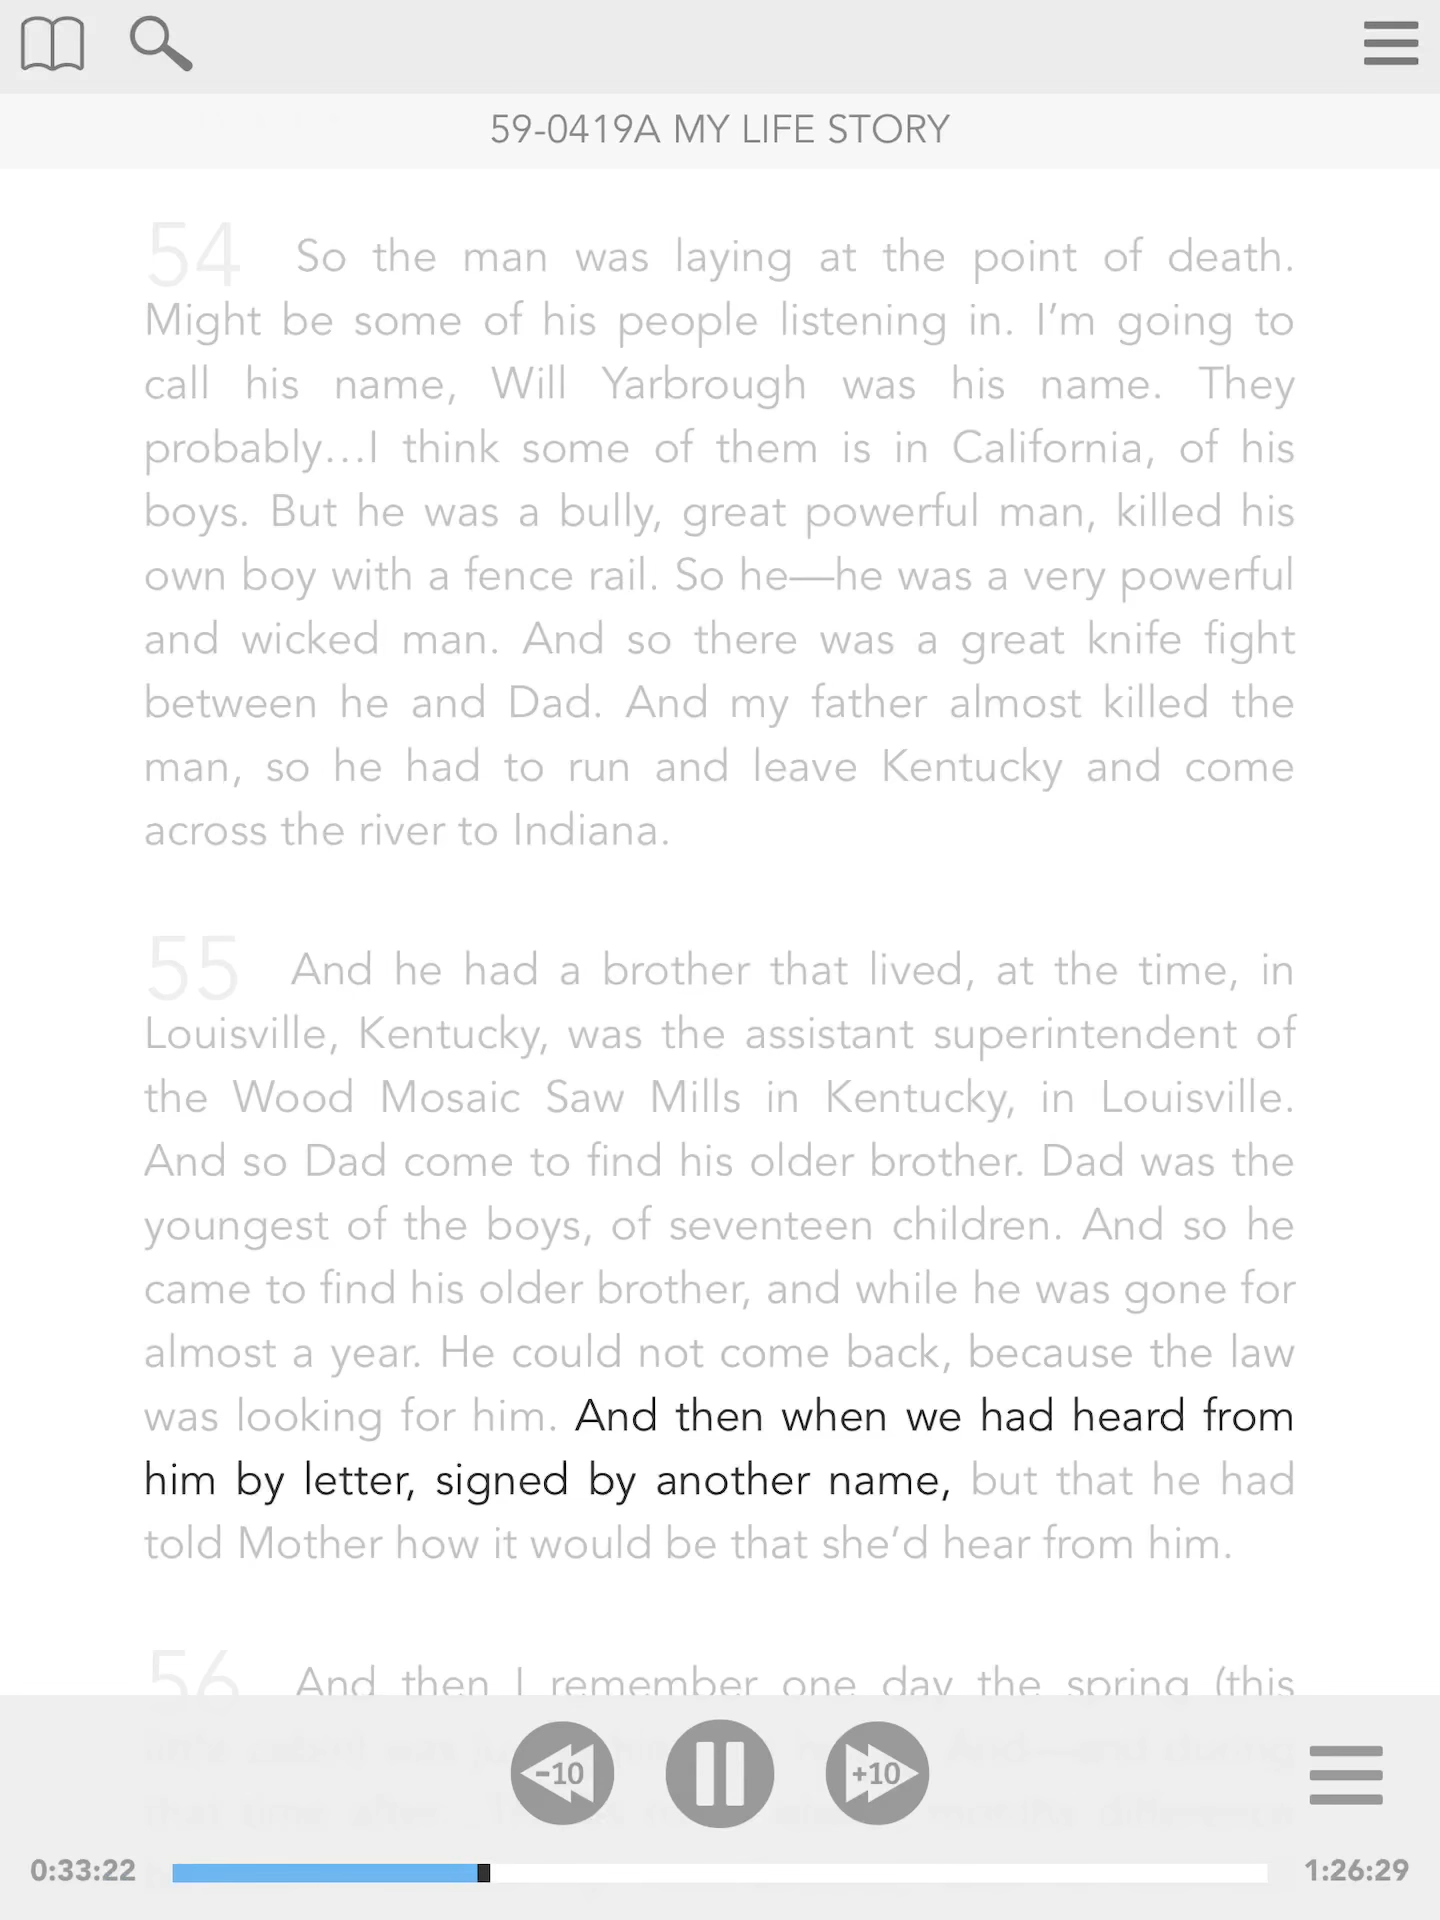 59-0419A MY LIFE STORY
54 So the man was laying at the point of death.
Might be some of his people listening in. I’m going to
call his name, Will Yarbrough was his name. They
probably…I think some of them is in California, of his
boys. But he was a bully, great powerful man, killed his
own boy with a fence rail. So he—he was a very powerful
and wicked man. And so there was a great knife fight
between he and Dad. And my father almost killed the
man, so he had to run and leave Kentucky and come
across the river to Indiana.
55 And he had a brother that lived, at the time, in
Louisville, Kentucky, was the assistant superintendent of
the Wood Mosaic Saw Mills in Kentucky, in Louisville.
And so Dad come to find his older brother. Dad was the
youngest of the boys, of seventeen children. And so he
came to find his older brother, and while he was gone for
almost a year. He could not come back, because the law
was looking for him. And then when we had heard from
him by letter, signed by another name, but that he had
told Mother how it would be that she’d hear from him.
56 And then I remember one day the spring (this
-10 +10
0:33:22 1:26:29